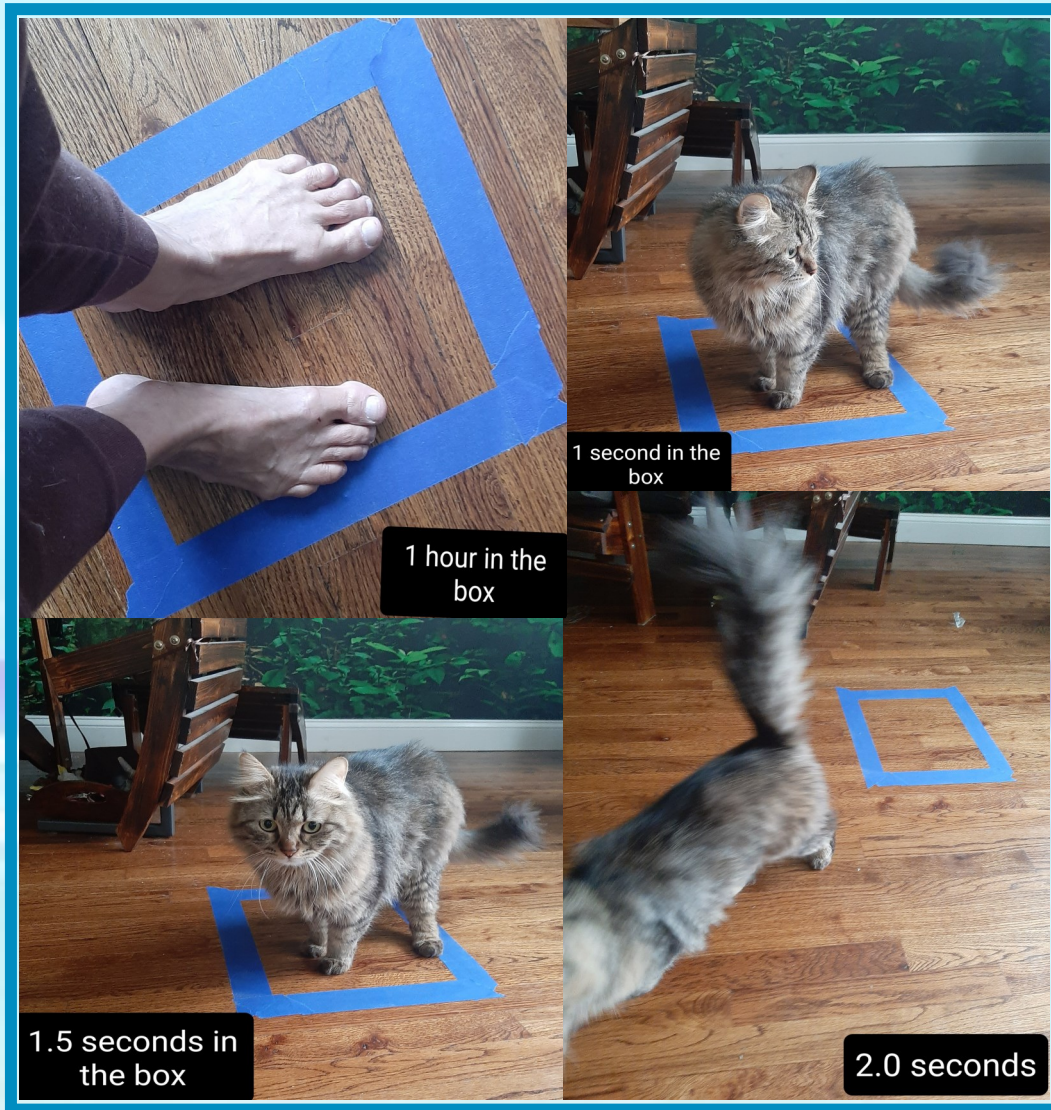 1 second in the
box
1 hour in the
box
1.5 seconds in
the box
2.0 seconds